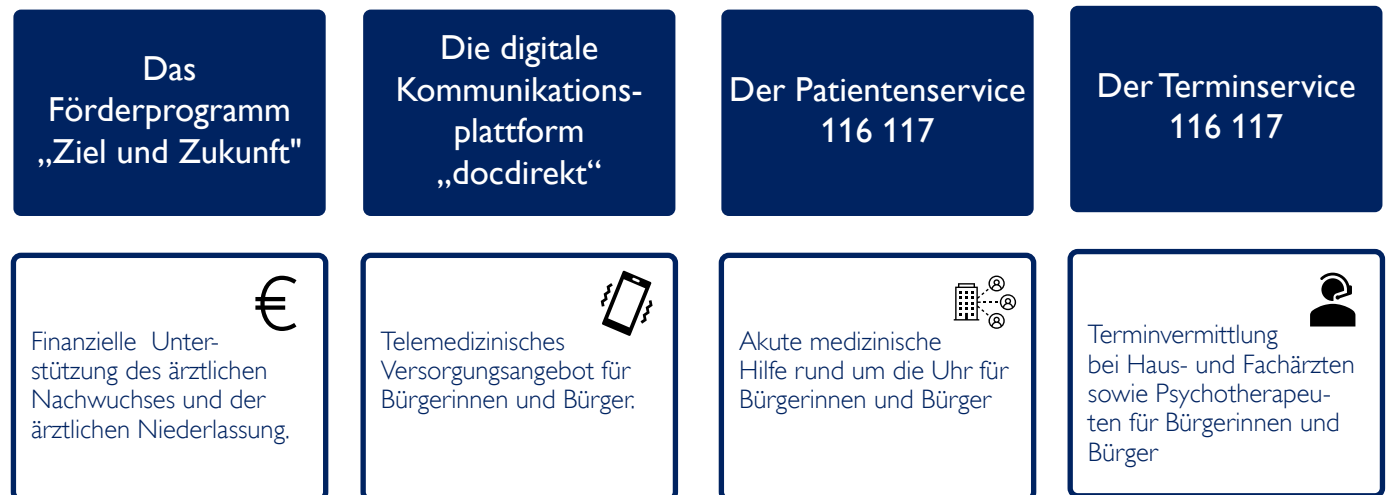 Das
Förderprogramm
„Ziel und Zukunft"
Die digitale
Kommunikations-
plattform
„docdirekt“
Der Patientenservice
116 117
Der Terminservice
116 117
€
Finanzielle Unter-
stützung des ärztlichen
Nachwuchses und der
ärztlichen Niederlassung.
Telemedizinisches
Versorgungsangebot für
Bürgerinnen und Bürger.
Akute medizinische
Hilfe rund um die Uhr für
Bürgerinnen und Bürger
Terminvermittlung
bei Haus- und Fachärzten
sowie Psychotherapeu-
ten für Bürgerinnen und
Bürger